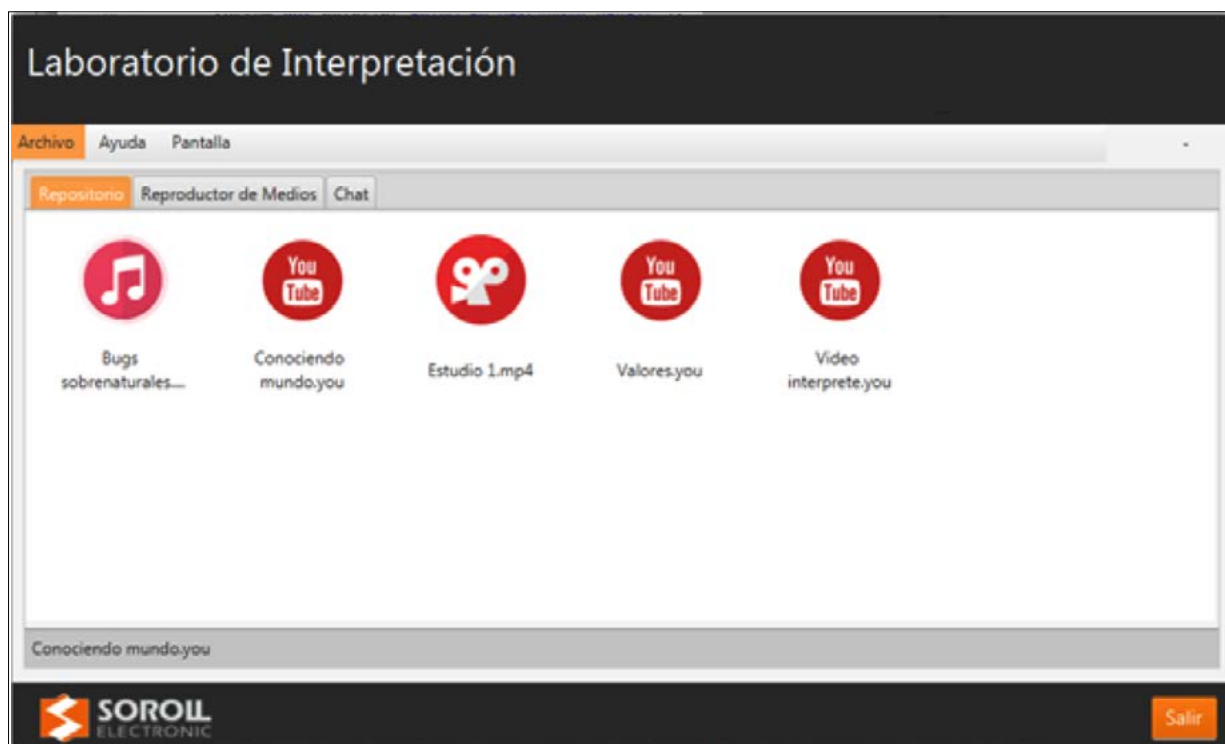 Laboratorio de Interpretación
Archivo Ayuda Pantalla
Repositorio Reproductor de Medios Chat
You Tube
You Tube
You Tube
Bugs sobrenaturales....
Conociendo mundo.you
Estudio 1.mp4
Valores.you
Video interprete.you
Conociendo mundo.you
SOROLL
ELECTRONIC
Salir